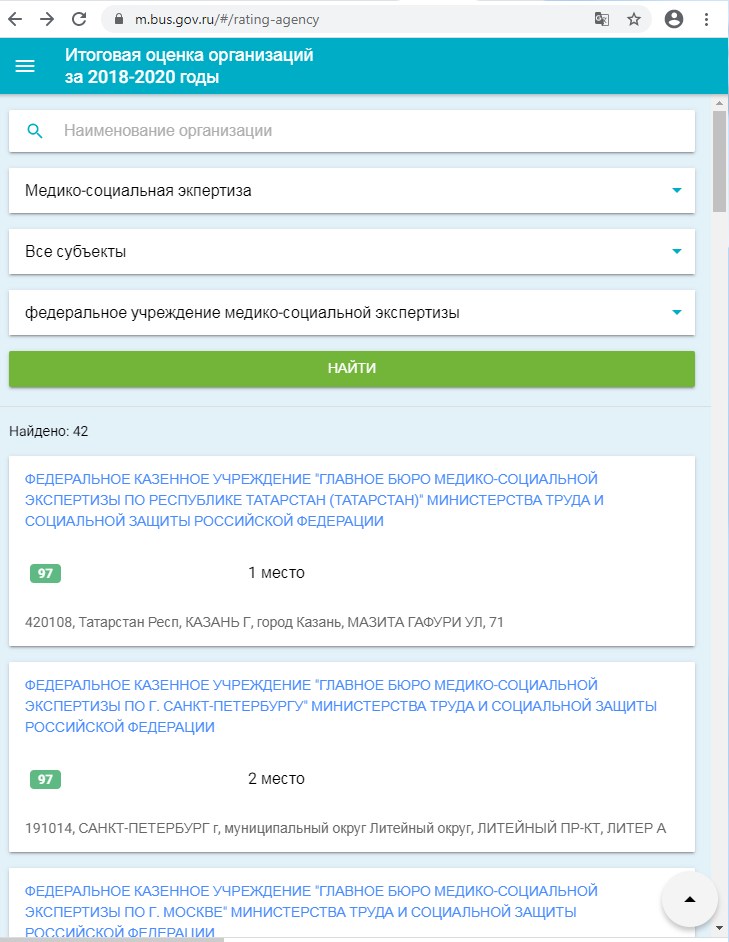 m.bus.gov.ru/#/rating-agency
Итоговая оценка организаций
за 2018-2020 годы
Наименование организации
Медико-социальная экпертиза
Все субъекты
федеральное учреждение медико-социальной экспертизы
НАЙТИ
Найдено: 42
ФЕДЕРАЛЬНОЕ КАЗЕННОЕ УЧРЕЖДЕНИЕ "ГЛАВНОЕ БЮРО МЕДИКО-СОЦИАЛЬНОЙ
ЭКСПЕРТИЗЫ ПО РЕСПУБЛИКЕ ТАТАРСТАН (ТАТАРСТАН)" МИНИСТЕРСТВА ТРУДА И
СОЦИАЛЬНОЙ ЗАЩИТЫ РОССИЙСКОЙ ФЕДЕРАЦИИ
97 1 место
420108, Татарстан Респ, КАЗАНЬ Г, город Казань, МАЗИТА ГАФУРИ УЛ, 71
ФЕДЕРАЛЬНОЕ КАЗЕННОЕ УЧРЕЖДЕНИЕ "ГЛАВНОЕ БЮРО МЕДИКО-СОЦИАЛЬНОЙ
ЭКСПЕРТИЗЫ ПО Г. САНКТ-ПЕТЕРБУРГУ" МИНИСТЕРСТВА ТРУДА И СОЦИАЛЬНОЙ ЗАЩИТЫ
РОССИЙСКОЙ ФЕДЕРАЦИИ
97 2 место
191014, САНКТ-ПЕТЕРБУРГ г, муниципальный округ Литейный округ, ЛИТЕЙНЫЙ ПР-КТ, ЛИТЕР А
ФЕДЕРАЛЬНОЕ КАЗЕННОЕ УЧРЕЖДЕНИЕ "ГЛАВНОЕ БЮРО МЕДИКО-СОЦИАЛЬНОЙ
ЭКСПЕРТИЗЫ ПО Г. МОСКВЕ" МИНИСТЕРСТВА ТРУДА И СОЦИАЛЬНОЙ ЗАЩИТЫ
РОССИЙСКОЙ ФЕДЕРАЦИИ